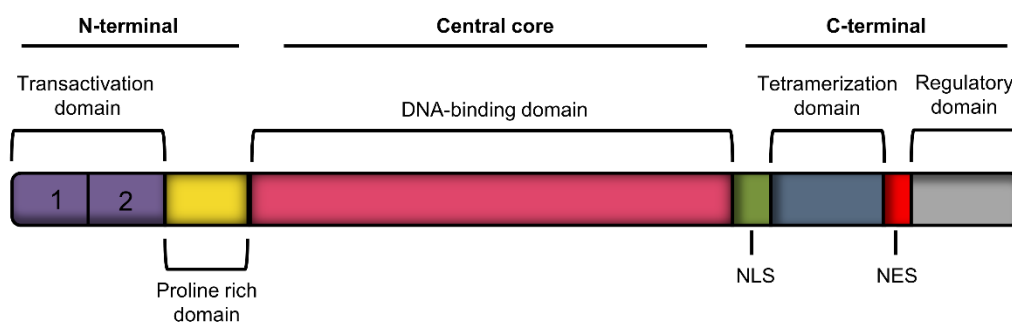 N-terminal
Central core
C-terminal
Transactivation
domain
DNA-binding domain
Tetramerization
domain
Regulatory
domain
1
2
Proline rich
domain
NLS
NES